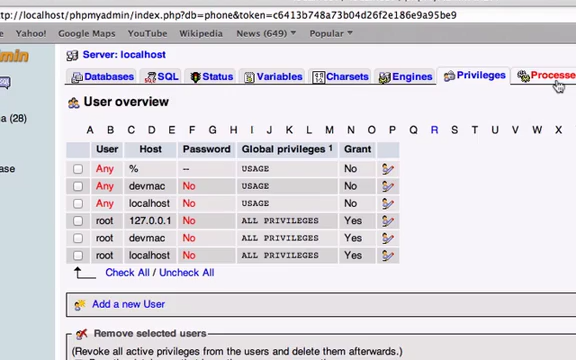 ttp://localhost/phpmyadmin/index.php?db=phone&token=c6413b748a73b04d26f2e186e9a95be9
Yahoo! Google Maps YouTube Wikipedia News (649) Popular
Server: localhost
Databases SQL Status Variables Charsets Engines Privileges Processe
User overview
A B C D E F G H I J K L M N O P Q R S T U V W X
User Host Password Global privileges 1 Grant
Any % -- USAGE No
Any devmac No USAGE No
Any localhost No USAGE No
root 127.0.0.1 No ALL PRIVILEGES Yes
root devmac No ALL PRIVILEGES Yes
root localhost No ALL PRIVILEGES Yes
Check All / Uncheck All
Add a new User
Remove selected users
(Revoke all active privileges from the users and delete them afterwards.)